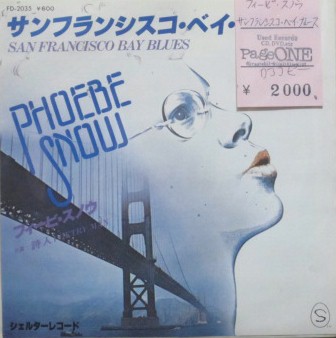 FD-2035 ¥600
サンフランシスコ・ベイ・
SAN FRANCISCO BAY BLUES
フィービ・スノウ
サンフランシスコ・ベイ・ブルース
Used Records
PageONE
¥ 2000
PHOEBE
SNOW
フィービ・スノウ
シェルターレコード
S